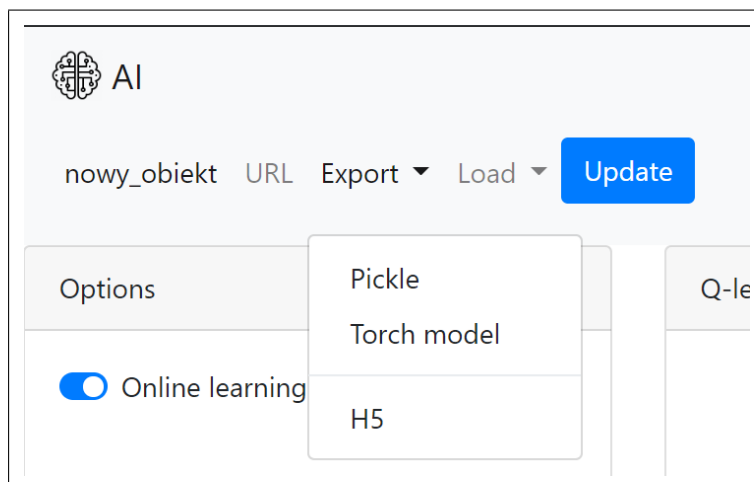 AI
nowy_obiekt URL Export Load Update
Options
Pickle
Q-le
Torch model
Online learning
H5